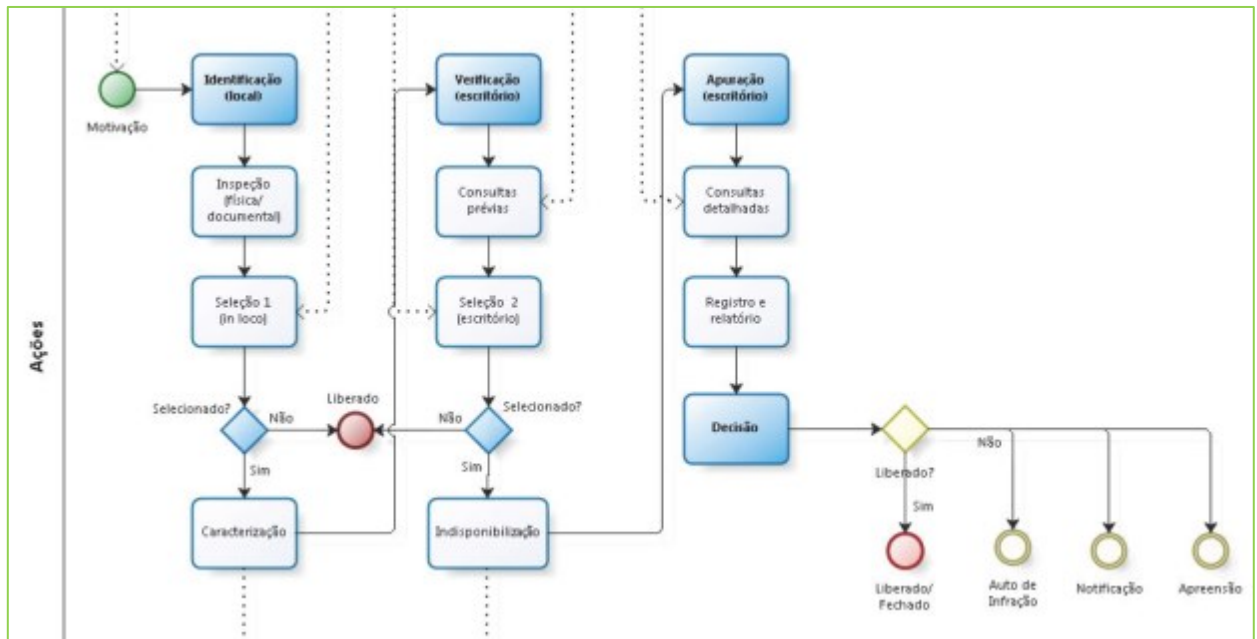 Ações
Motivação
Identificação
(local)
Inspeção
(física/
documental)
Seleção 1
(in loco)
Selecionado?
Não
Sim
Caracterização
Liberado
Verificação
(escritório)
Consultas
prévias
Seleção 2
(escritório)
Selecionado?
Não
Sim
Indisponibilização
Apuração
(escritório)
Consultas
detalhadas
Registro e
relatório
Decisão
Liberado?
Não
Sim
Liberado/
Fechado
Auto de
Infração
Notificação
Apreensão